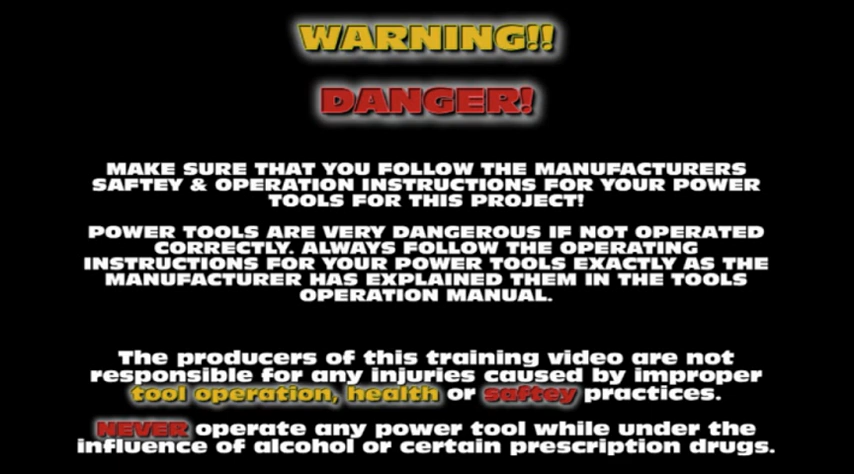 WARNING!!
DANGER!
MAKE SURE THAT YOU FOLLOW THE MANUFACTURERS
SAFTEY & OPERATION INSTRUCTIONS FOR YOUR POWER
TOOLS FOR THIS PROJECT!
POWER TOOLS ARE VERY DANGEROUS IF NOT OPERATED
CORRECTLY. ALWAYS FOLLOW THE OPERATING
INSTRUCTIONS FOR YOUR POWER TOOLS EXACTLY AS THE
MANUFACTURER HAS EXPLAINED THEM IN THE TOOLS
OPERATION MANUAL.
The producers of this training video are not
responsible for any injuries caused by improper
tool operation, health or saftey practices.
NEVER operate any power tool while under the
influence of alcohol or certain prescription drugs.